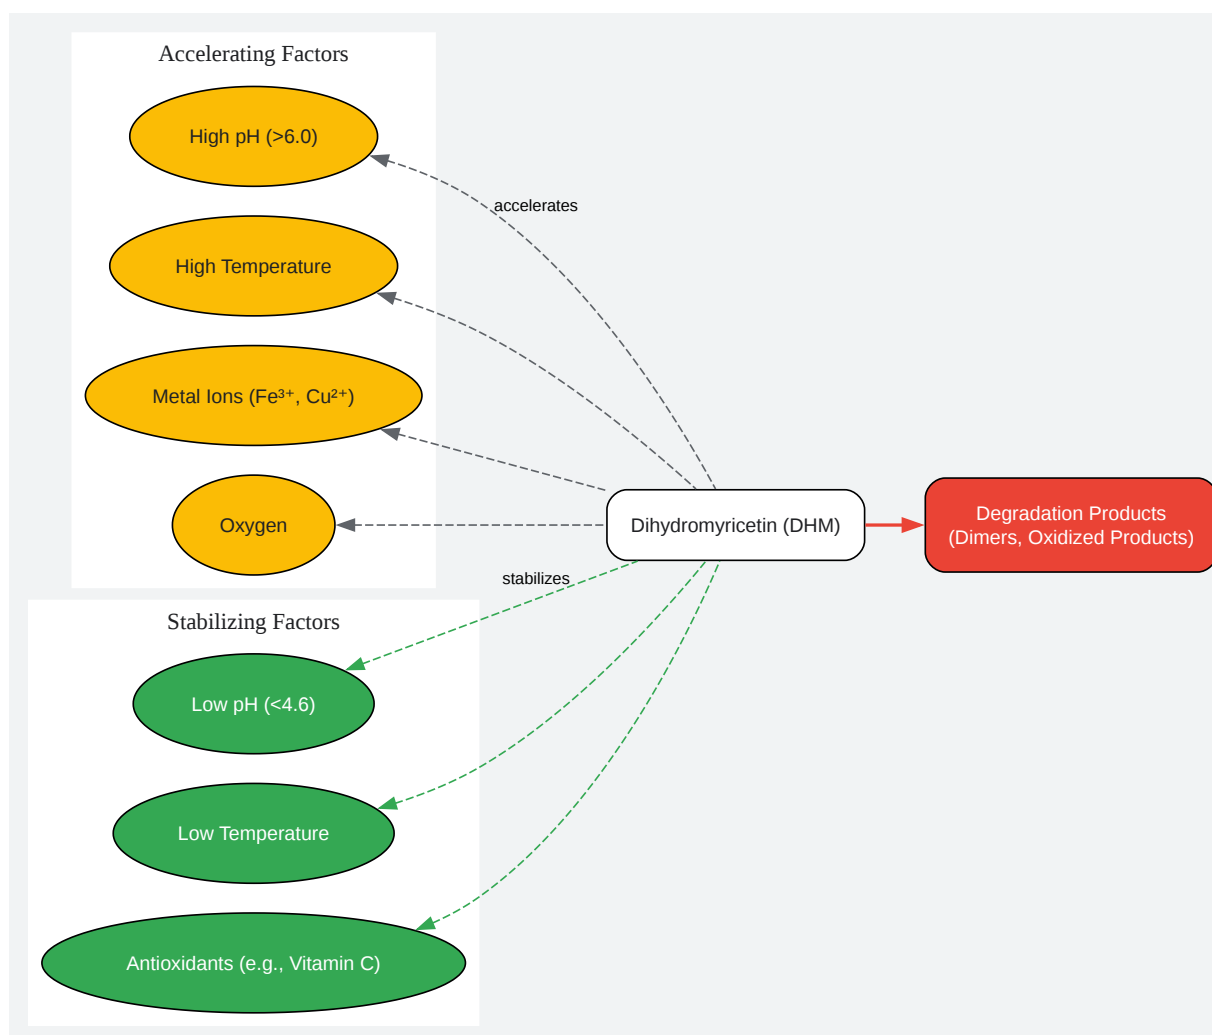 Accelerating Factors
High pH (>6.0)
accelerates
High Temperature
Metal Ions (Fe³⁺, Cu²⁺)
Oxygen
Dihydromyricetin (DHM)
Degradation Products
(Dimers, Oxidized Products)
stabilizes
Stabilizing Factors
Low pH (<4.6)
Low Temperature
Antioxidants (e.g., Vitamin C)